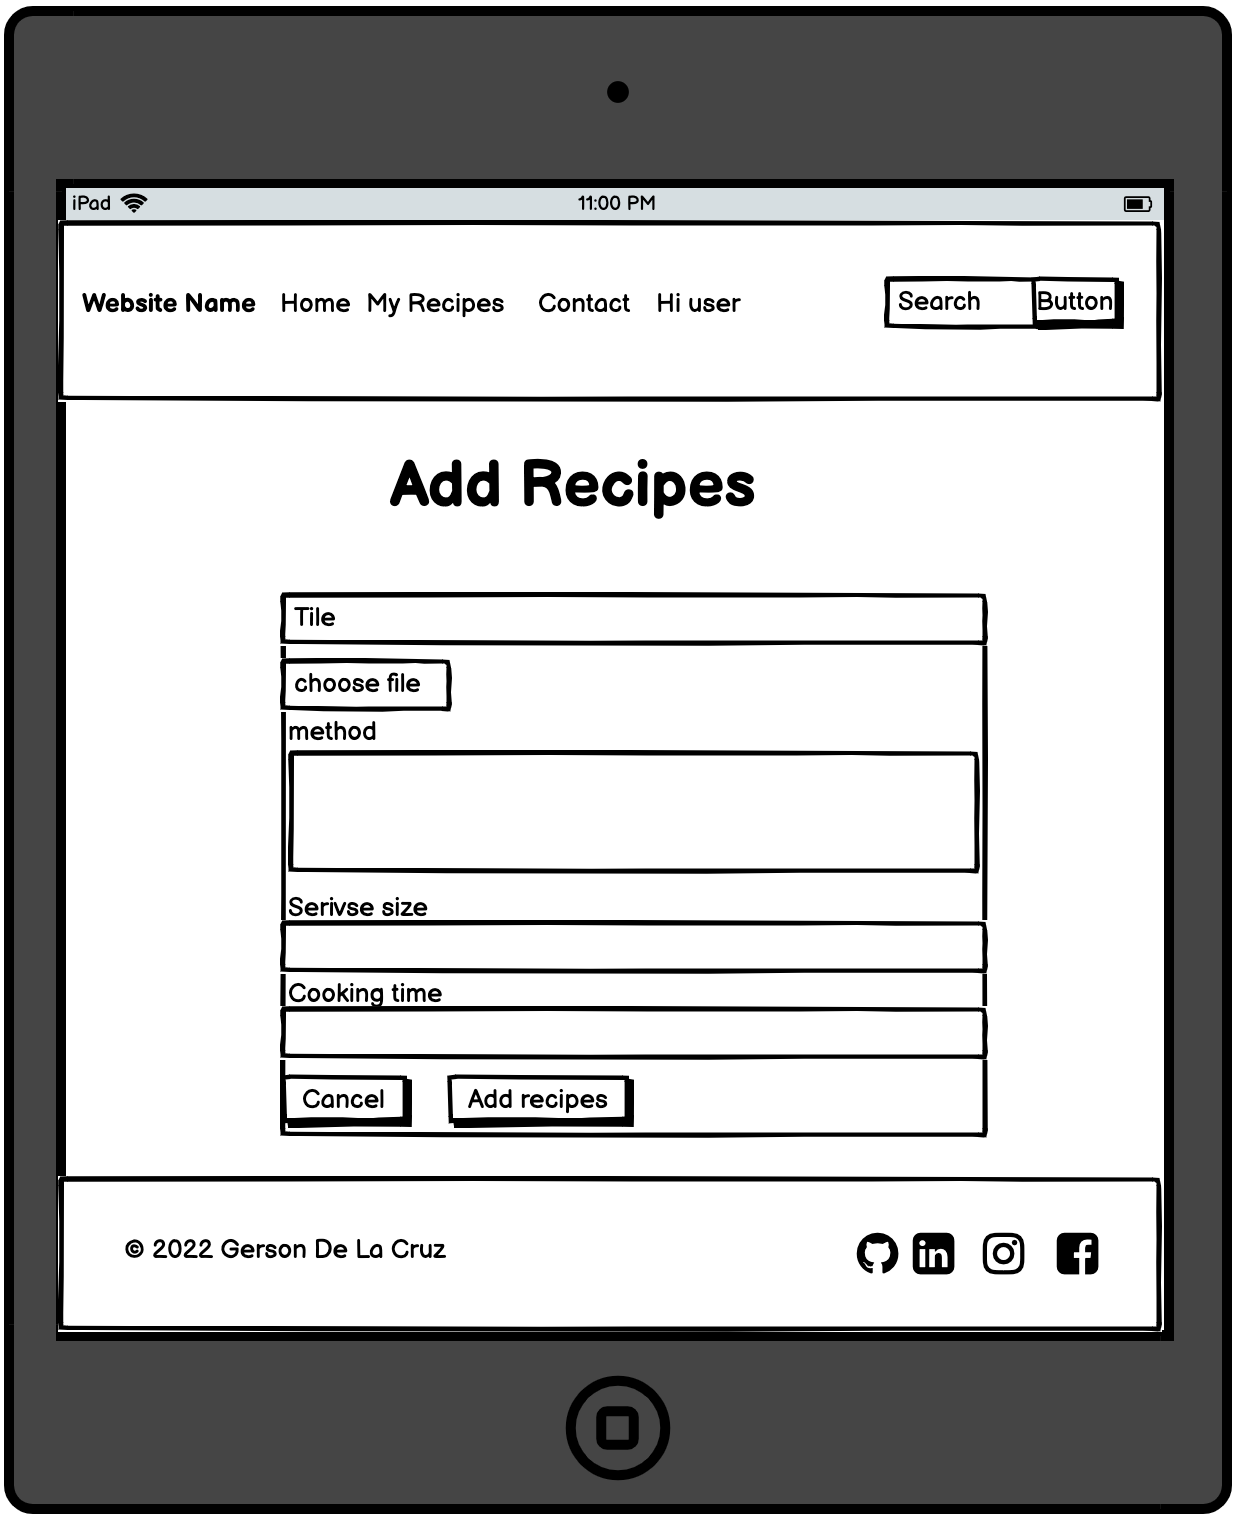 iPad 11:00 PM
Website Name Home My Recipes Contact Hi user Search Button
Add Recipes
Tile
choose file
method
Serivse size
Cooking time
Cancel Add recipes
© 2022 Gerson De La Cruz